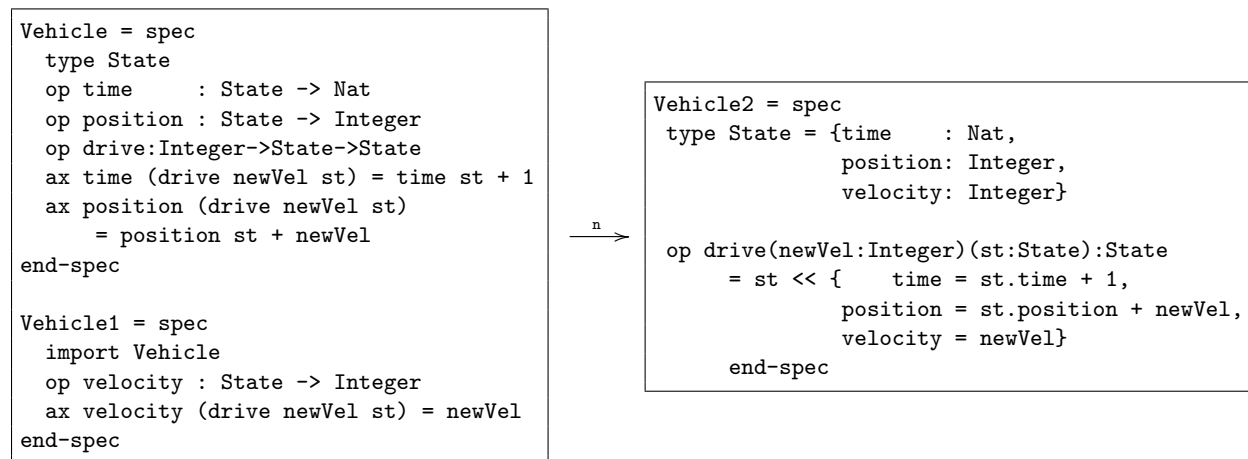 Vehicle = spec
  type State
  op time     : State -> Nat
  op position : State -> Integer
  op drive:Integer->State->State
  ax time (drive newVel st) = time st + 1
  ax position (drive newVel st)
      = position st + newVel
end-spec

Vehicle1 = spec
  import Vehicle
  op velocity : State -> Integer
  ax velocity (drive newVel st) = newVel
end-spec
n
Vehicle2 = spec
 type State = {time    : Nat,
               position: Integer,
               velocity: Integer}

 op drive(newVel:Integer)(st:State):State
      = st << {    time = st.time + 1,
               position = st.position + newVel,
               velocity = newVel}
      end-spec